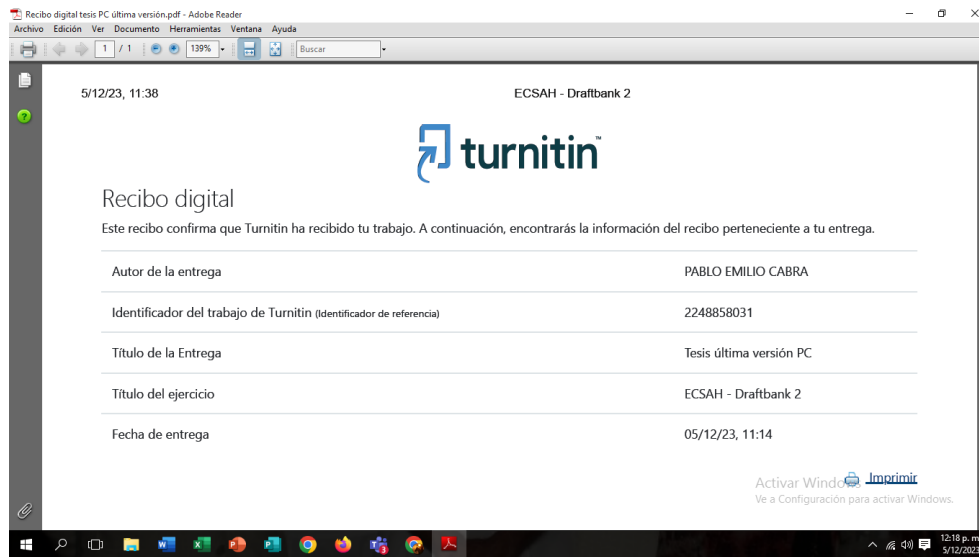 Recibo digital tesis PC última versión.pdf - Adobe Reader
Archivo Edición Ver Documento Herramientas Ventana Ayuda
1 / 1 139% Buscar
5/12/23, 11:38 ECSAH - Draftbank 2
turnitin™
Recibo digital
Este recibo confirma que Turnitin ha recibido tu trabajo. A continuación, encontrarás la información del recibo perteneciente a tu entrega.
Autor de la entrega PABLO EMILIO CABRA
Identificador del trabajo de Turnitin (Identificador de referencia) 2248858031
Título de la Entrega Tesis última versión PC
Título del ejercicio ECSAH - Draftbank 2
Fecha de entrega 05/12/23, 11:14
Imprimir
Activar Windows
Ve a Configuración para activar Windows.
12:18 p. m.
5/12/2023